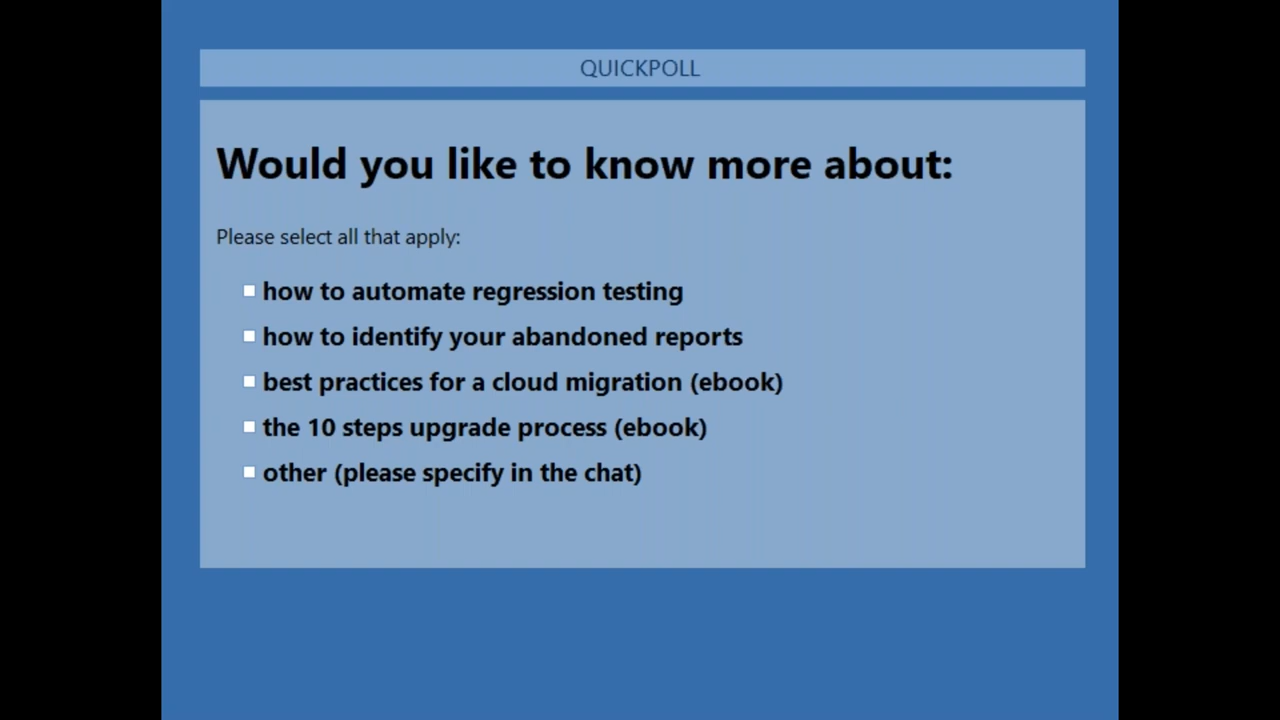 QUICKPOLL
Would you like to know more about:
Please select all that apply:
how to automate regression testing
how to identify your abandoned reports
best practices for a cloud migration (ebook)
the 10 steps upgrade process (ebook)
other (please specify in the chat)